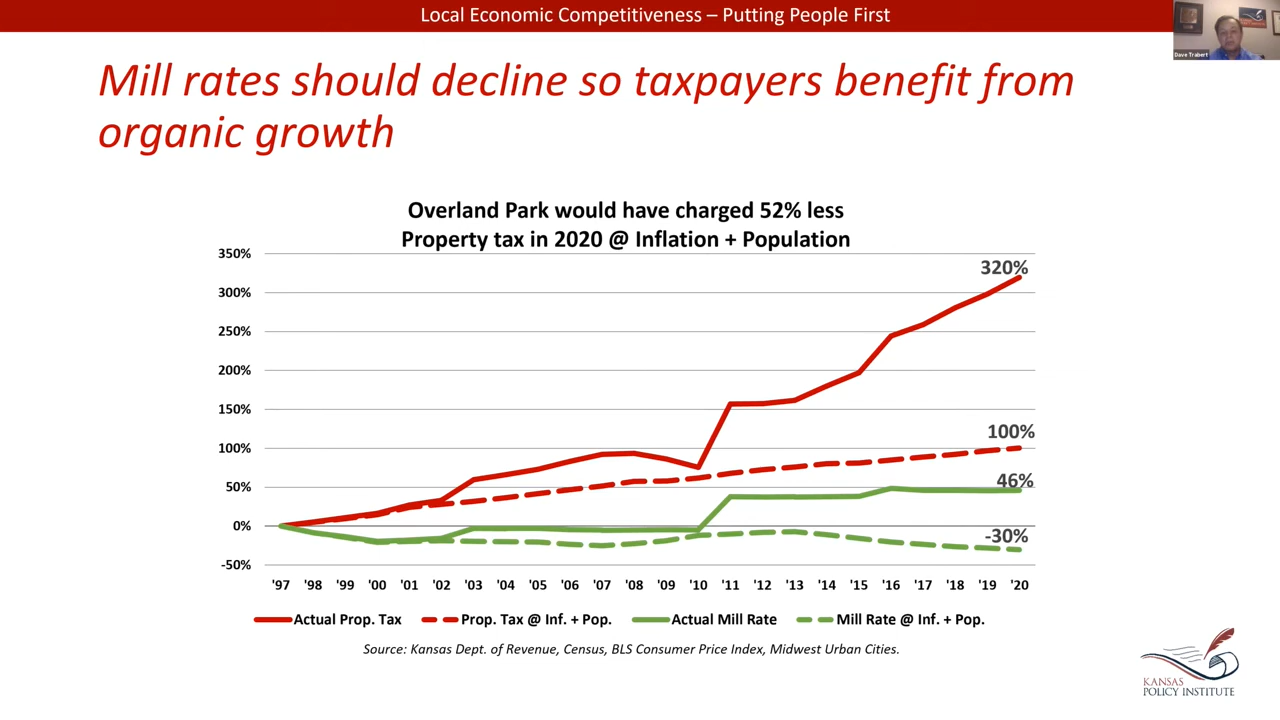 Local Economic Competitiveness – Putting People First
Dave Trabert
Mill rates should decline so taxpayers benefit from
organic growth
Overland Park would have charged 52% less
Property tax in 2020 @ Inflation + Population
350%
300%
250%
200%
150%
100%
50%
0%
-50%
320%
100%
46%
-30%
'97 '98 '99 '00 '01 '02 '03 '04 '05 '06 '07 '08 '09 '10 '11 '12 '13 '14 '15 '16 '17 '18 '19 '20
Actual Prop. Tax Prop. Tax @ Inf. + Pop. Actual Mill Rate Mill Rate @ Inf. + Pop.
Source: Kansas Dept. of Revenue, Census, BLS Consumer Price Index, Midwest Urban Cities.
KANSAS
POLICY INSTITUTE